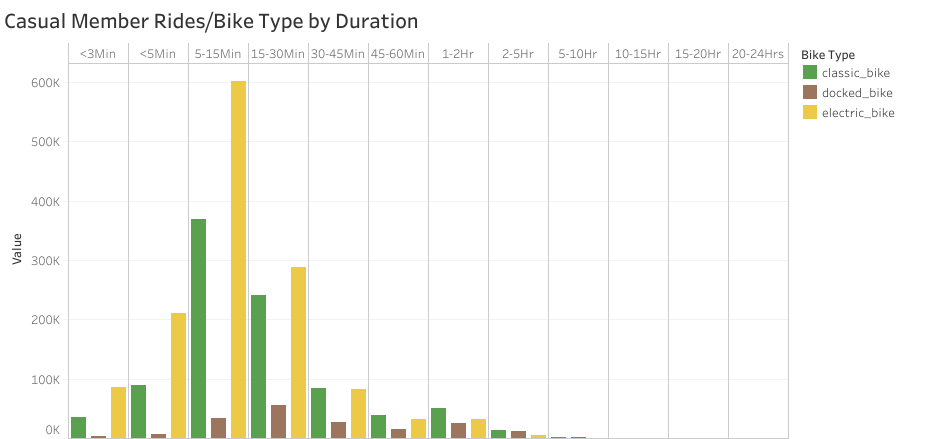 Casual Member Rides/Bike Type by Duration
<3Min <5Min 5-15Min 15-30Min 30-45Min 45-60Min 1-2Hr 2-5Hr 5-10Hr 10-15Hr 15-20Hr 20-24Hrs
Bike Type
classic_bike
docked_bike
electric_bike
600K
500K
400K
300K
200K
100K
0K
Value